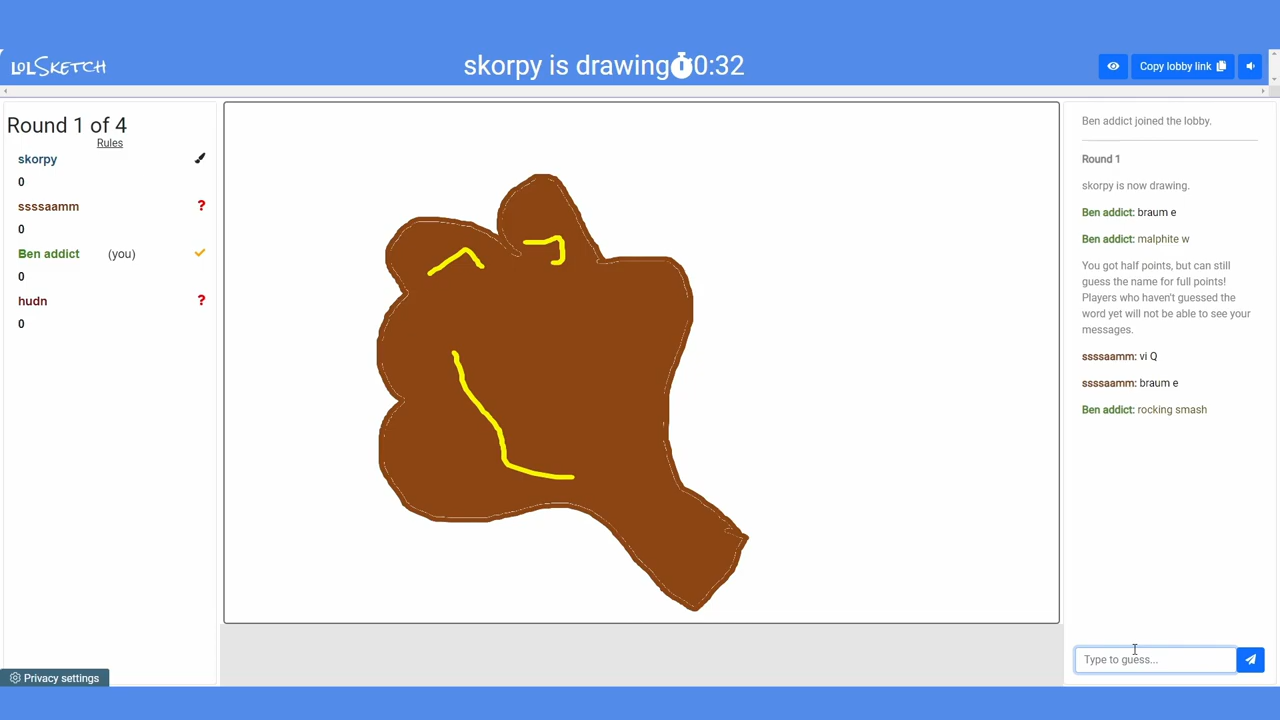 LOLSKETCH
skorpy is drawing 0:32
Copy lobby link
Round 1 of 4
Rules
skorpy
0
ssssaamm ?
0
Ben addict (you)
0
hudn ?
0
Privacy settings
Ben addict joined the lobby.
Round 1
skorpy is now drawing.
Ben addict: braum e
Ben addict: malphite w
You got half points, but can still
guess the name for full points!
Players who haven't guessed the
word yet will not be able to see your
messages.
ssssaamm: vi Q
ssssaamm: braum e
Ben addict: rocking smash
Type to guess...